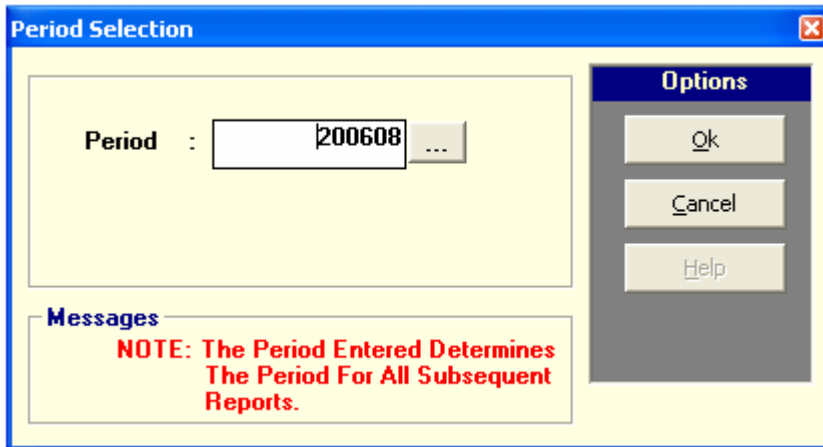 Period Selection
Options
Period : 200608 ...
Ok
Cancel
Help
Messages
NOTE: The Period Entered Determines
The Period For All Subsequent
Reports.